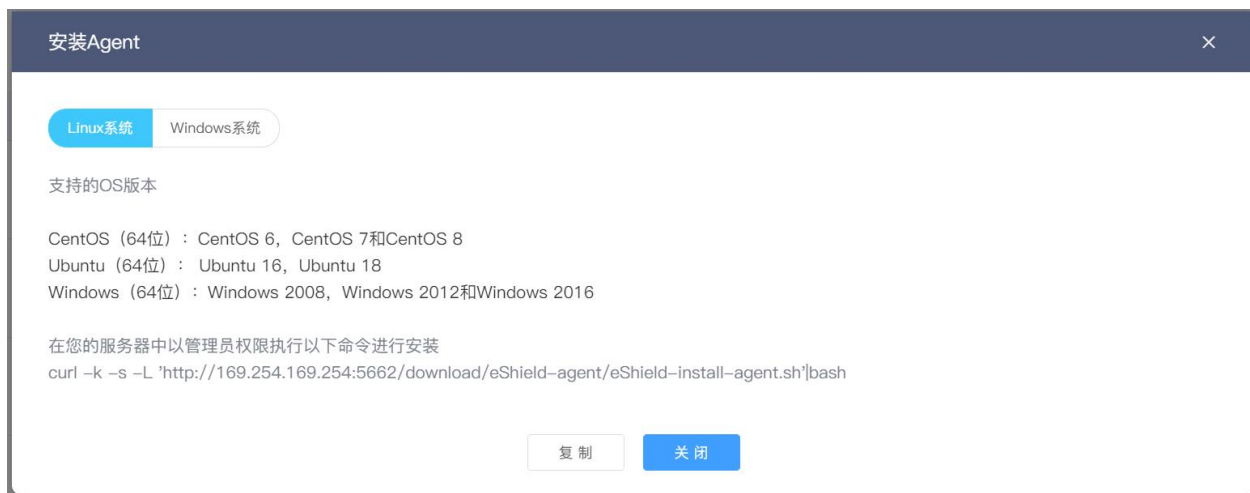 安装Agent
Linux系统 Windows系统
支持的OS版本
CentOS（64位）：CentOS 6，CentOS 7和CentOS 8
Ubuntu（64位）： Ubuntu 16，Ubuntu 18
Windows（64位）：Windows 2008，Windows 2012和Windows 2016
在您的服务器中以管理员权限执行以下命令进行安装
curl -k -s -L 'http://169.254.169.254:5662/download/eShield-agent/eShield-install-agent.sh'|bash
复 制 关 闭